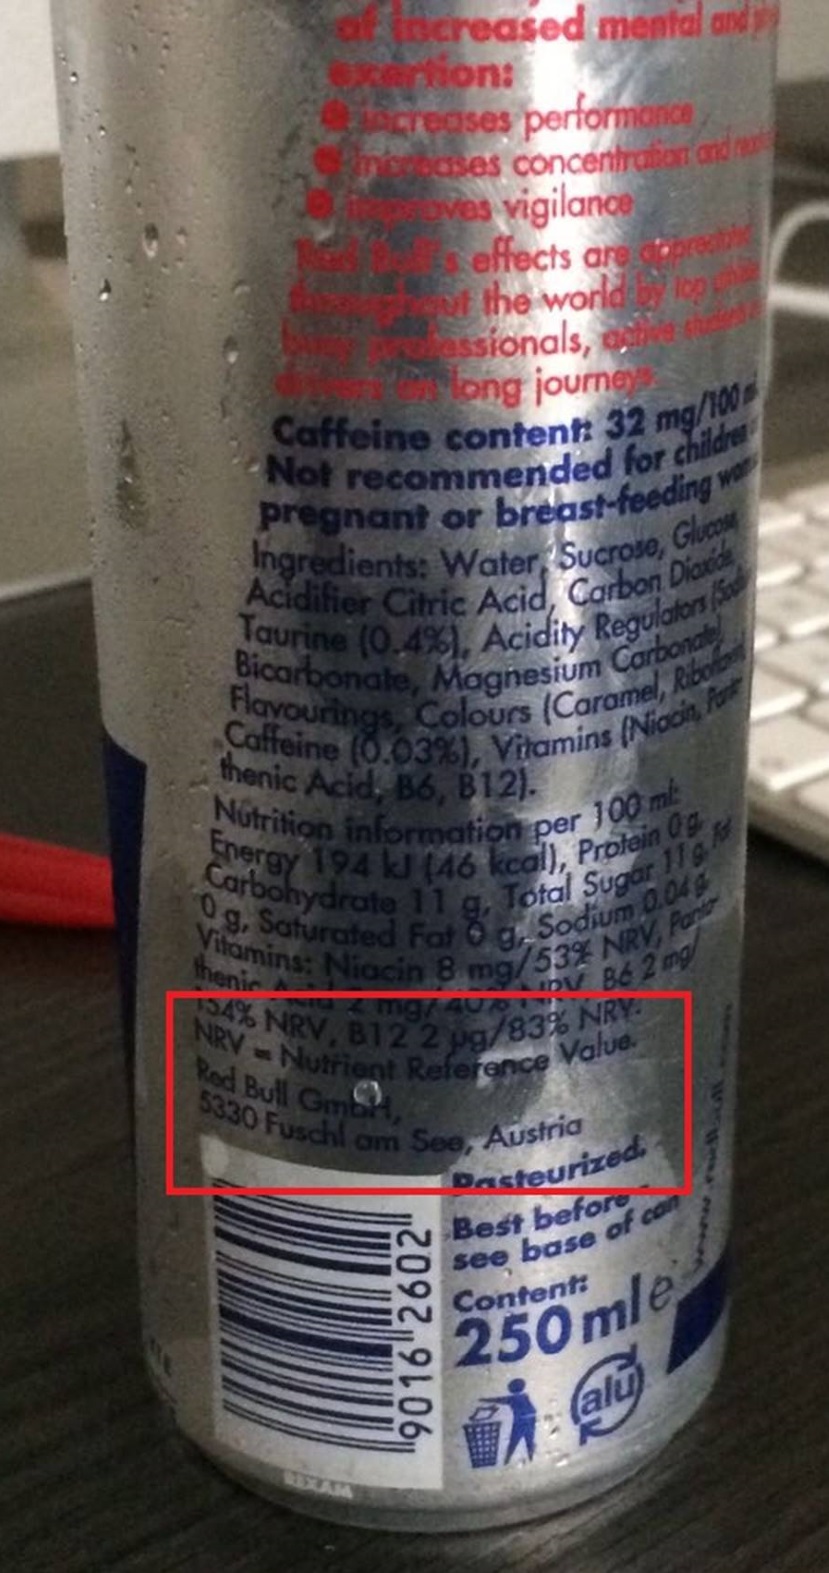 of increased mental and
exertion:
● increases performance
● increases concentration and
● improves vigilance
Red Bull's effects are appreciated
throughout the world by top
busy professionals, active
drivers on long journeys.
Caffeine content: 32 mg/100
Not recommended for children
pregnant or breast-feeding
Ingredients: Water, Sucrose, Glucose,
Acidifier Citric Acid, Carbon Dioxide,
Taurine (0.4%), Acidity Regulators
Bicarbonate, Magnesium Carbonate)
Flavourings, Colours (Caramel,
Caffeine (0.03%), Vitamins (Niacin,
thenic Acid, B6, B12).
Nutrition information per 100 ml:
Energy 194 kJ (46 kcal), Protein 0 g,
Carbohydrate 11 g, Total Sugar 11 g,
0 g, Saturated Fat 0 g, Sodium 0.04 g.
Vitamins: Niacin 8 mg/53% NRV,
thenic Acid 2 mg/40% NRV, B6 2 mg/
154% NRV, B12 2 µg/83% NRV.
NRV = Nutrient Reference Value.
Red Bull GmbH,
5330 Fuschl am See, Austria
Pasteurized.
Best before:
see base of can
Content:
250 ml e
alu
9016 2602